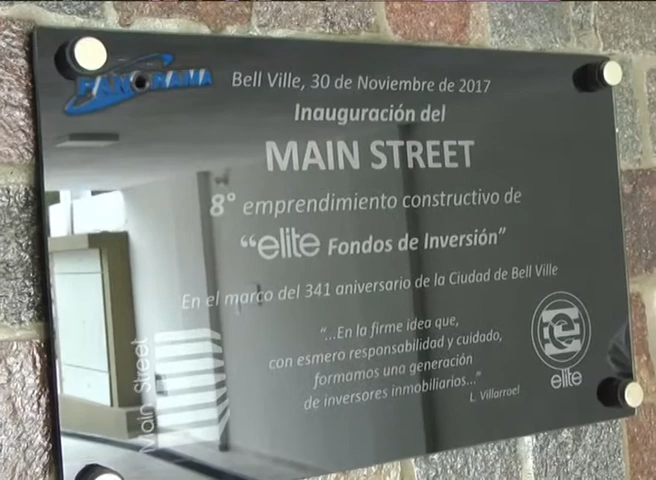 PANORAMA
Bell Ville, 30 de Noviembre de 2017
Inauguración del
MAIN STREET
8° emprendimiento constructivo de
“elite Fondos de Inversión”
En el marco del 341 aniversario de la Ciudad de Bell Ville
“...En la firme idea que,
con esmero responsabilidad y cuidado,
formamos una generación
de inversores inmobiliarios...”
L. Villarroel
Main Street
elite